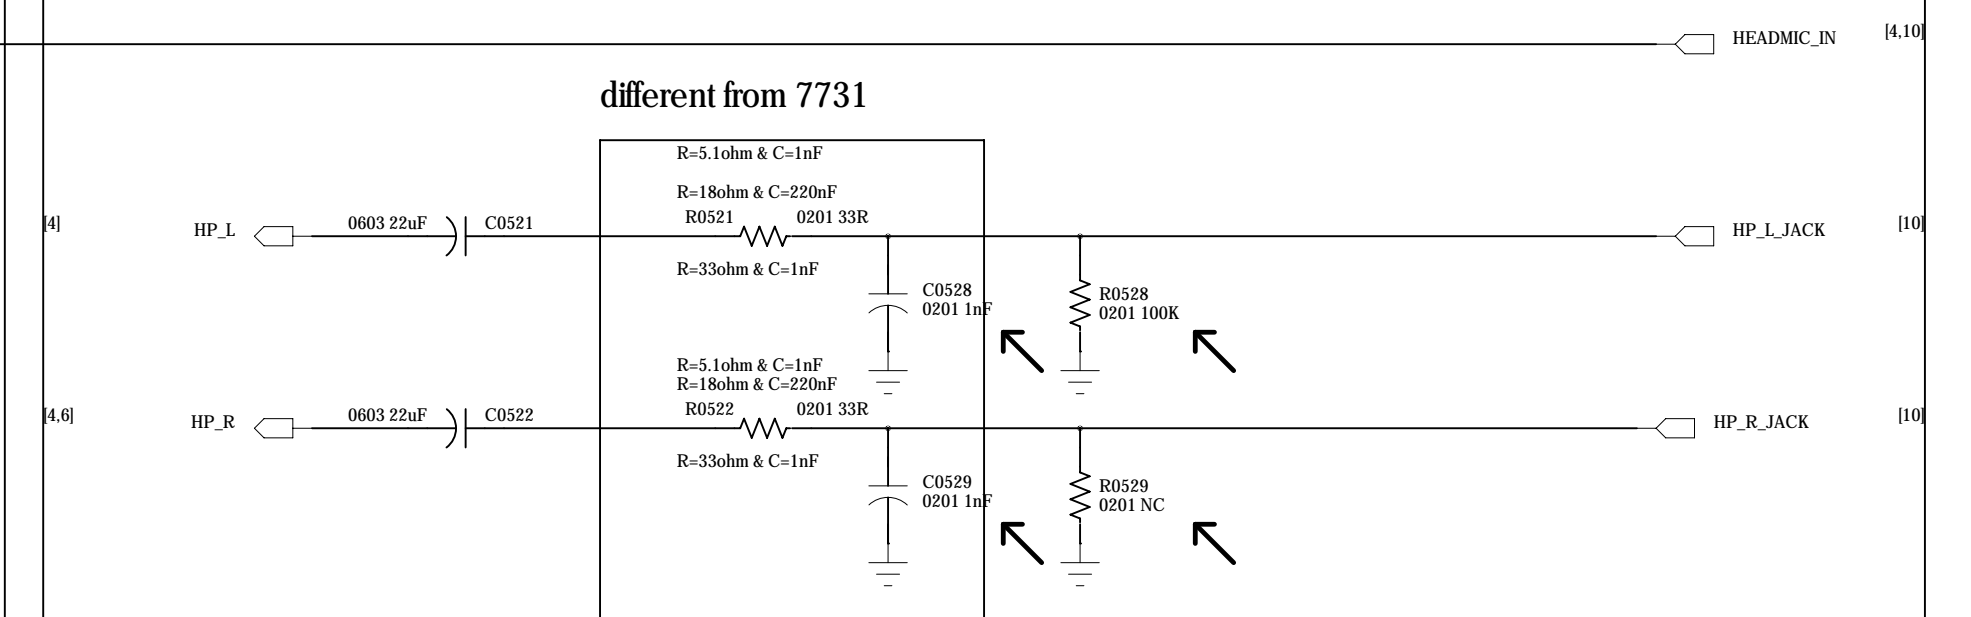 HEADMIC_IN [4,10]
different from 7731
R=5.1ohm & C=1nF
R=18ohm & C=220nF
[4] HP_L 0603 22uF C0521 R0521 0201 33R HP_L_JACK [10]
R=33ohm & C=1nF
C0528
0201 1nF
R0528
0201 100K
R=5.1ohm & C=1nF
R=18ohm & C=220nF
[4,6] HP_R 0603 22uF C0522 R0522 0201 33R HP_R_JACK [10]
R=33ohm & C=1nF
C0529
0201 1nF
R0529
0201 NC